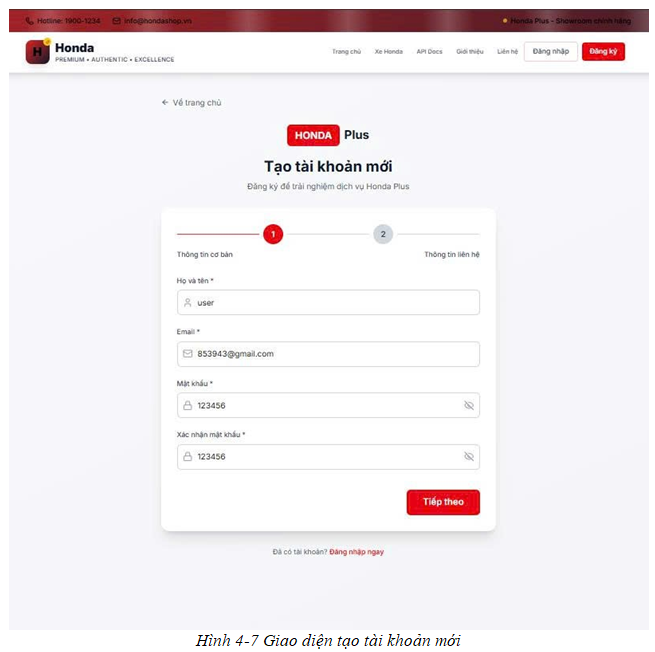 Hotline: 1900-1234 info@hondashop.vn Honda Plus - Showroom chính hãng
H Honda
PREMIUM • AUTHENTIC • EXCELLENCE
Trang chủ Xe Honda API Docs Giới thiệu Liên hệ Đăng nhập Đăng ký
← Về trang chủ
HONDA Plus
Tạo tài khoản mới
Đăng ký để trải nghiệm dịch vụ Honda Plus
1 2
Thông tin cơ bản Thông tin liên hệ
Họ và tên *
user
Email *
853943@gmail.com
Mật khẩu *
123456
Xác nhận mật khẩu *
123456
Tiếp theo
Đã có tài khoản? Đăng nhập ngay
Hình 4-7 Giao diện tạo tài khoản mới